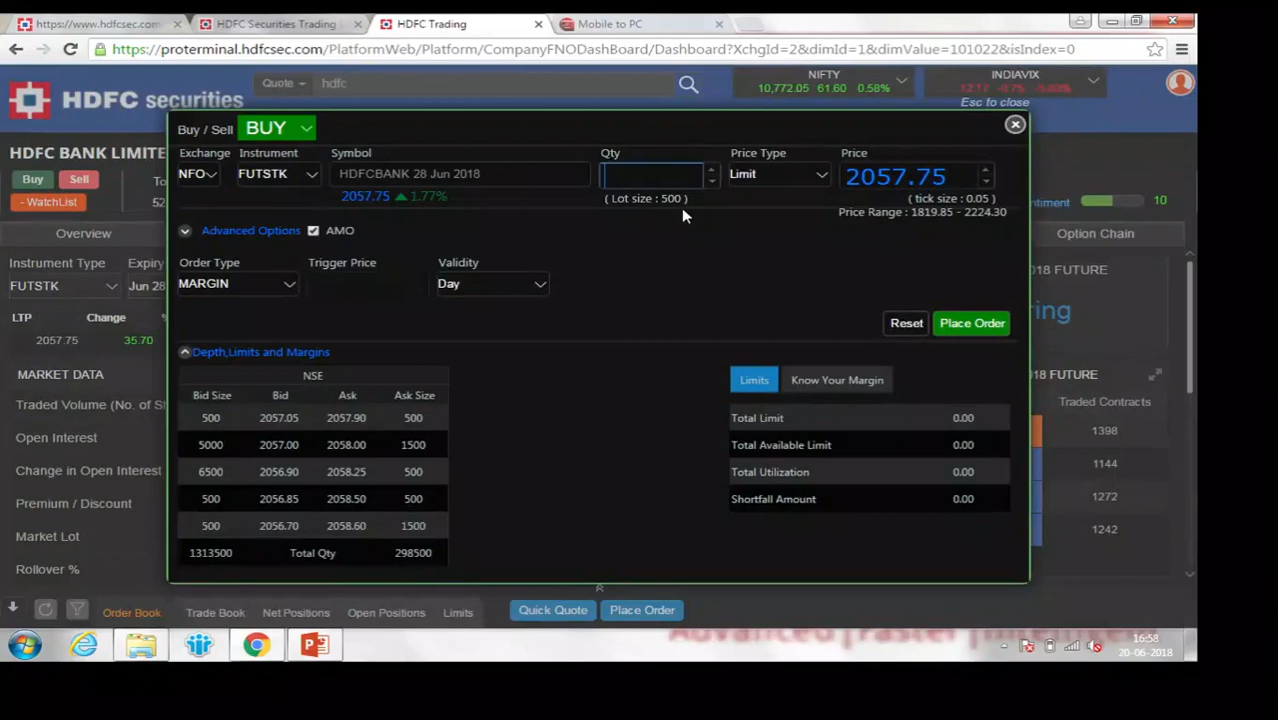 https://www.hdfcsec.com
HDFC Securities Trading
HDFC Trading
Mobile to PC
https://proterminal.hdfcsec.com/PlatformWeb/Platform/CompanyFNODashBoard/Dashboard?XchgId=2&dimId=1&dimValue=101022&isIndex=0
HDFC securities
Quote
hdfc
NIFTY
10,772.05 61.60 0.58%
INDIAVIX
Esc to close
HDFC BANK LIMITE
Buy
Sell
To
- WatchList
52
Buy / Sell
BUY
Exchange
Instrument
Symbol
Qty
Price Type
Price
NFO
FUTSTK
HDFCBANK 28 Jun 2018
Limit
2057.75
2057.75 ▲ 1.77%
( Lot size : 500 )
( tick size : 0.05 )
Price Range : 1819.85 - 2224.30
ntiment
10
Overview
Option Chain
Advanced Options
AMO
Instrument Type
Expiry
FUTSTK
Jun 28
Order Type
Trigger Price
Validity
MARGIN
Day
018 FUTURE
ring
LTP
Change
2057.75
35.70
Reset
Place Order
Depth,Limits and Margins
MARKET DATA
Traded Volume (No. of S
Open Interest
Change in Open Interest
Premium / Discount
Market Lot
Rollover %
NSE
Bid Size
Bid
Ask
Ask Size
500 2057.05 2057.90 500
5000 2057.00 2058.00 1500
6500 2056.90 2058.25 500
500 2056.85 2058.50 500
500 2056.70 2058.60 1500
1313500 Total Qty 298500
Limits
Know Your Margin
Total Limit 0.00
Total Available Limit 0.00
Total Utilization 0.00
Shortfall Amount 0.00
18 FUTURE
Traded Contracts
1398
1144
1272
1242
Order Book
Trade Book
Net Positions
Open Positions
Limits
Quick Quote
Place Order
16:58
20-06-2018